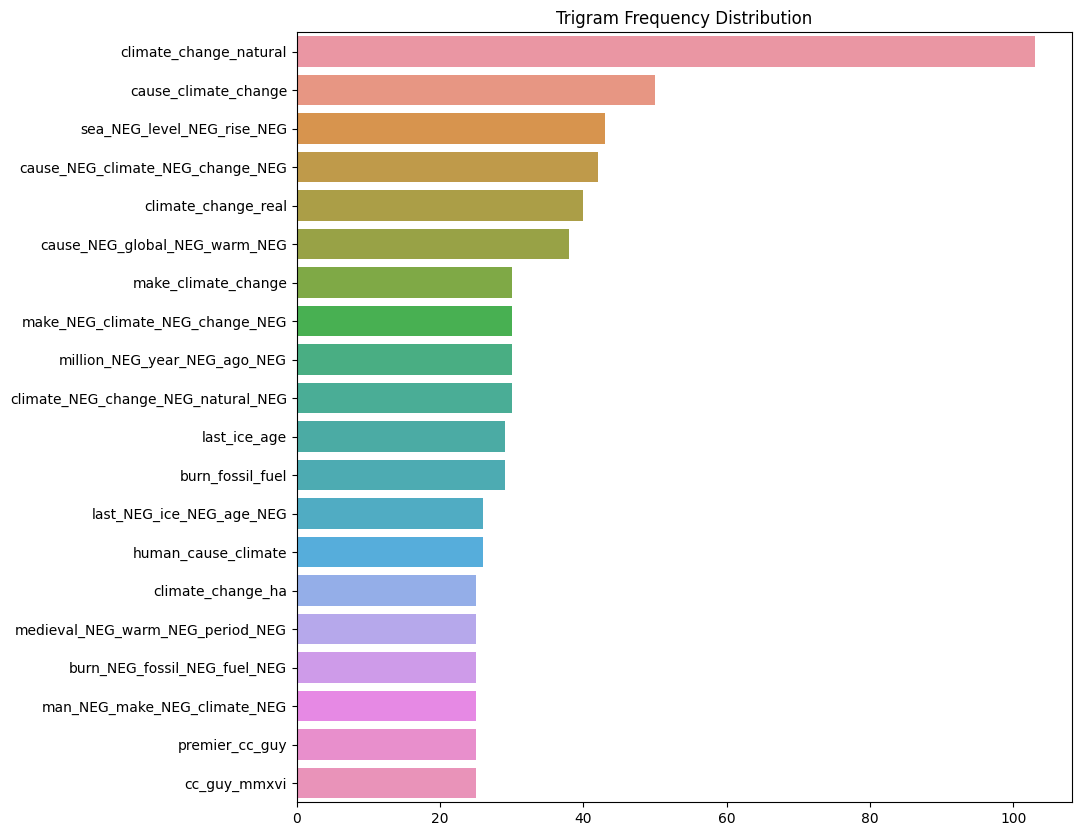 Trigram Frequency Distribution
climate_change_natural
cause_climate_change
sea_NEG_level_NEG_rise_NEG
cause_NEG_climate_NEG_change_NEG
climate_change_real
cause_NEG_global_NEG_warm_NEG
make_climate_change
make_NEG_climate_NEG_change_NEG
million_NEG_year_NEG_ago_NEG
climate_NEG_change_NEG_natural_NEG
last_ice_age
burn_fossil_fuel
last_NEG_ice_NEG_age_NEG
human_cause_climate
climate_change_ha
medieval_NEG_warm_NEG_period_NEG
burn_NEG_fossil_NEG_fuel_NEG
man_NEG_make_NEG_climate_NEG
premier_cc_guy
cc_guy_mmxvi
0 20 40 60 80 100